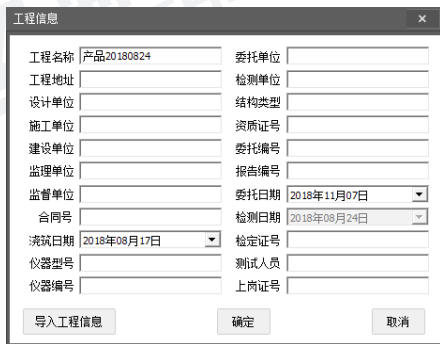 工程信息
工程名称 产品20180824 委托单位
工程地址 检测单位
设计单位 结构类型
施工单位 资质证号
建设单位 委托编号
监理单位 报告编号
监督单位 委托日期 2018年11月07日
合同号 检测日期 2018年08月24日
浇筑日期 2018年08月17日 检定证号
仪器型号 测试人员
仪器编号 上岗证号
导入工程信息 确定 取消